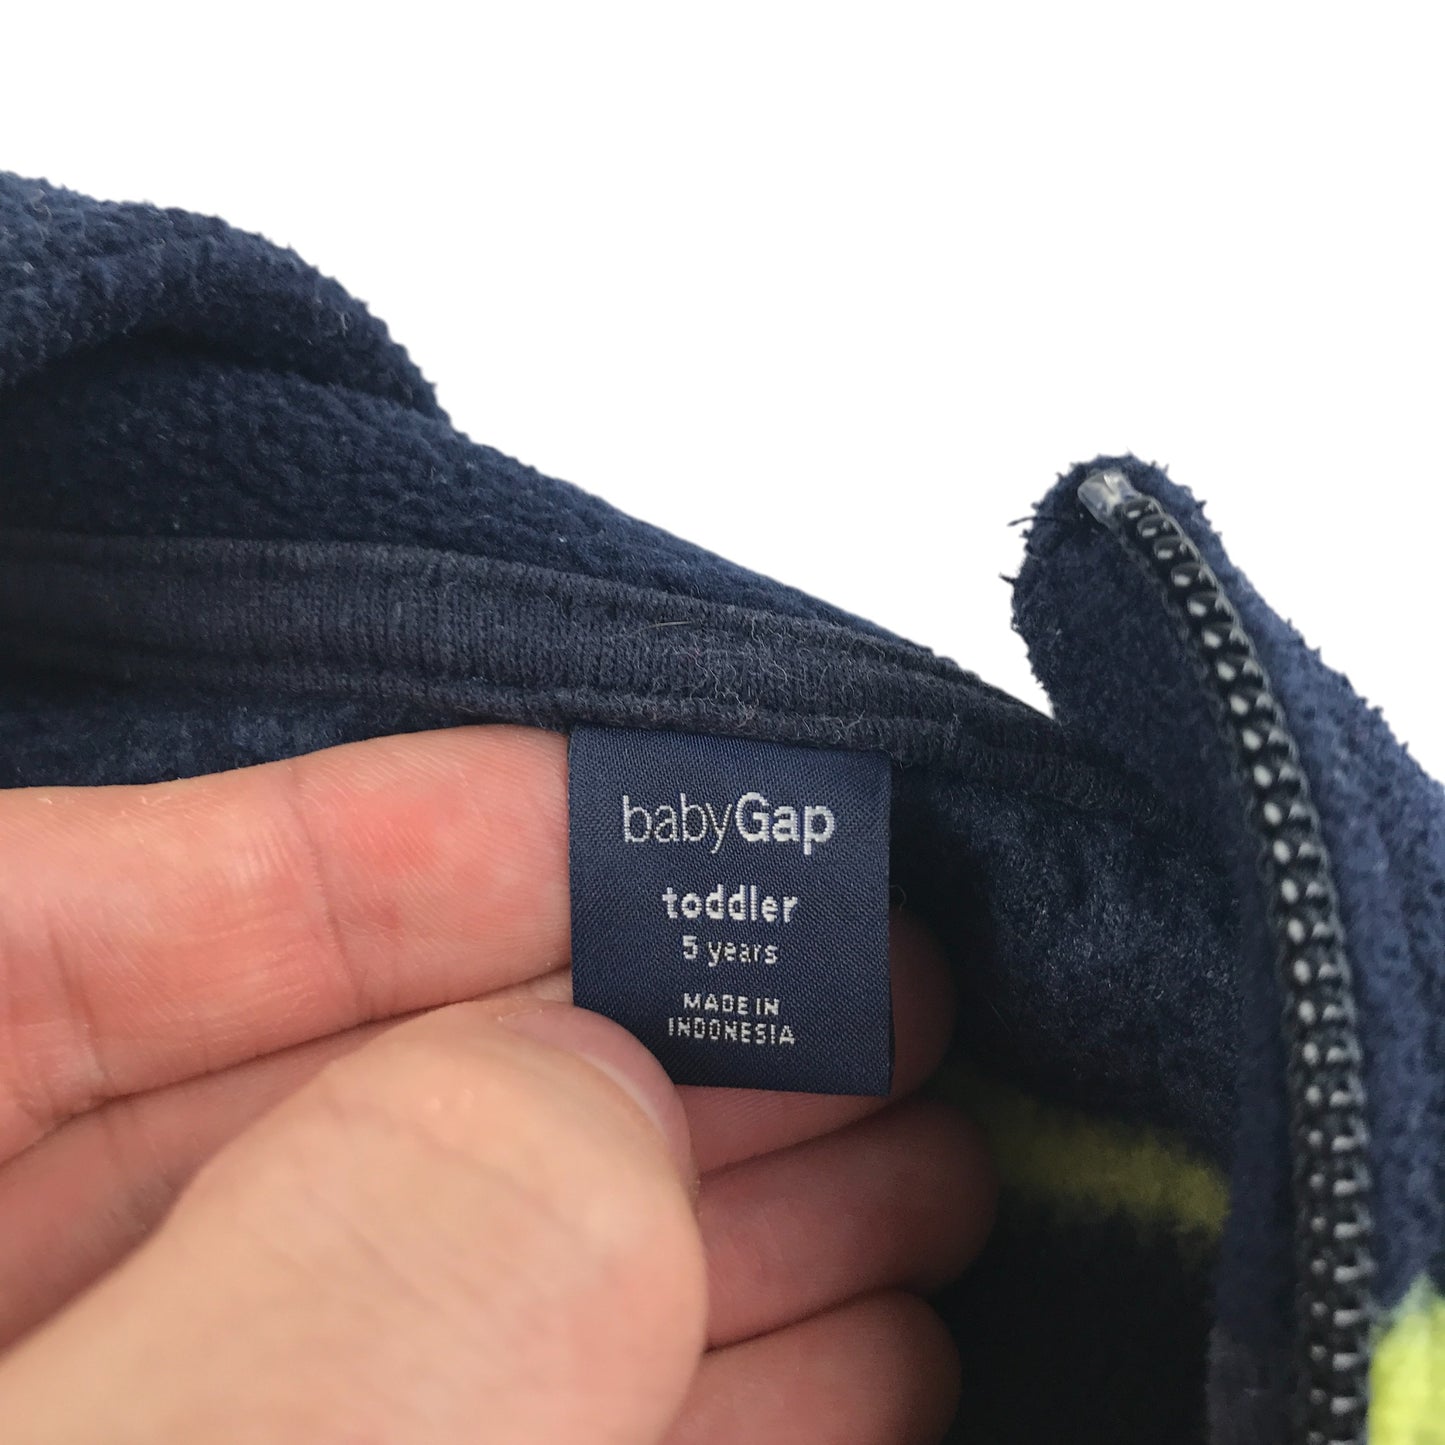 babyGap
toddler
5 years
MADE IN
INDONESIA